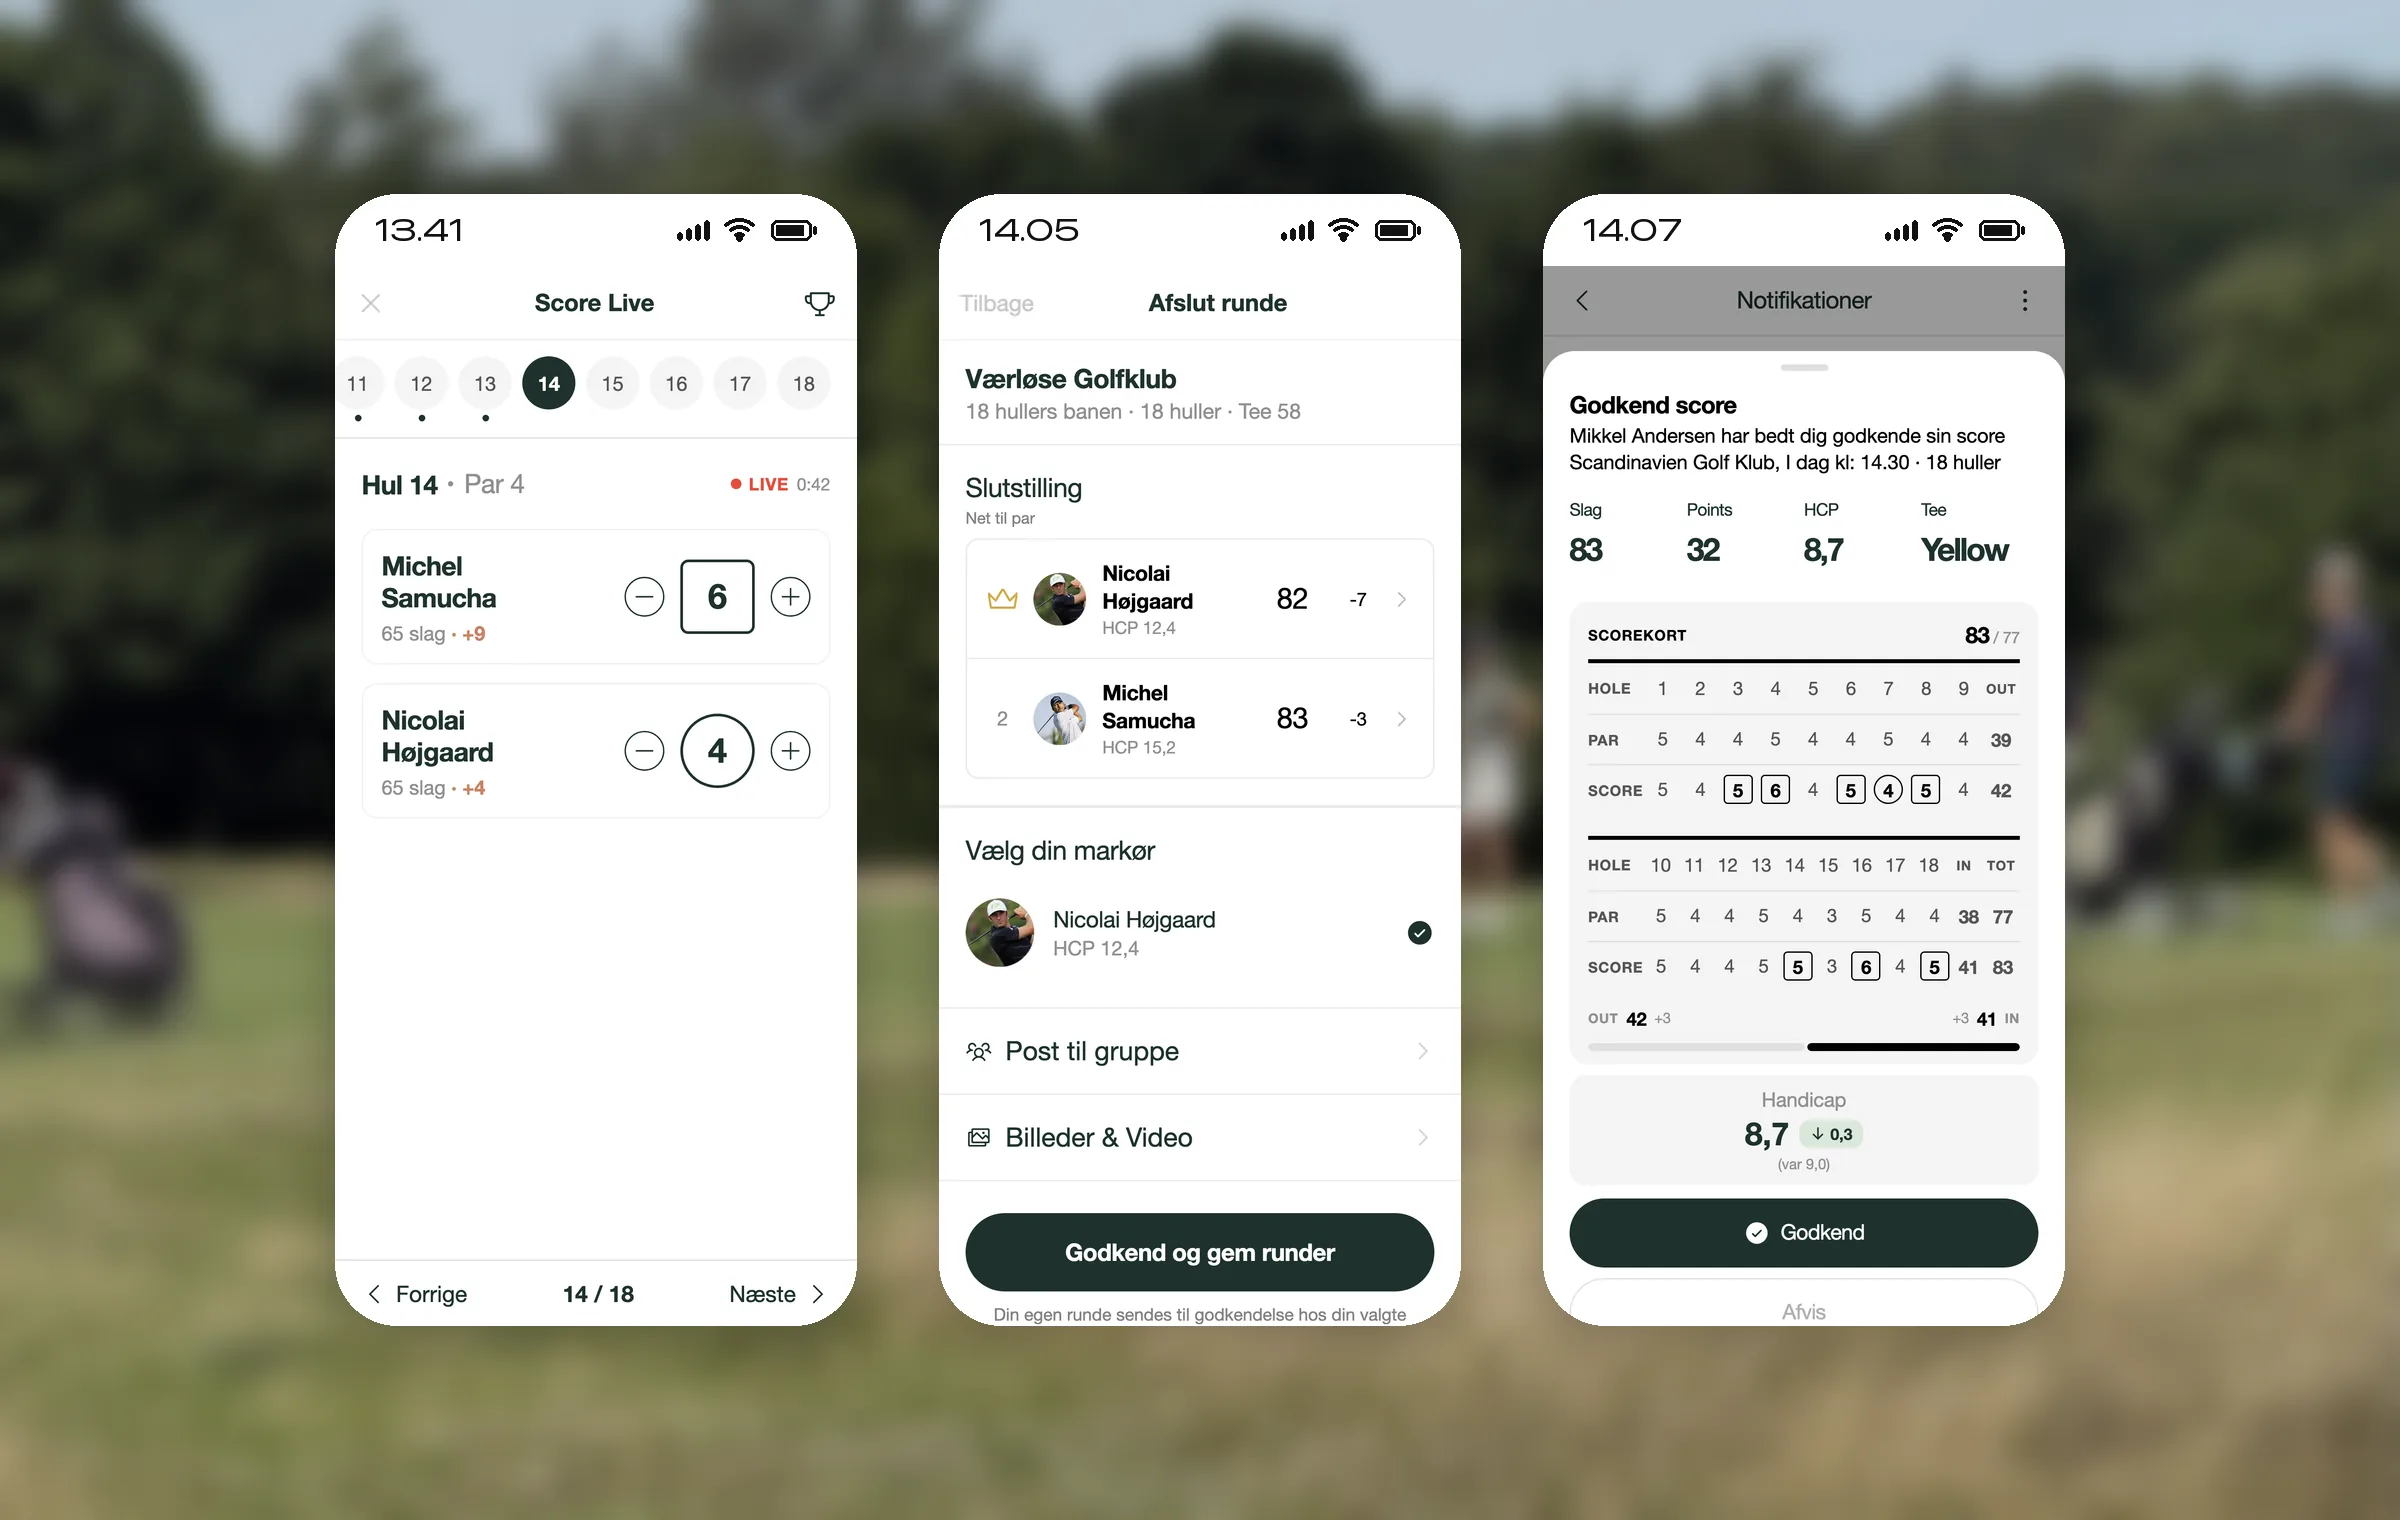 13.41
Score Live
11 12 13 14 15 16 17 18
Hul 14 · Par 4
LIVE 0:42
Michel
Samucha
65 slag · +9
6
Nicolai
Højgaard
65 slag · +4
4
Forrige
14 / 18
Næste
14.05
Tilbage
Afslut runde
Værløse Golfklub
18 hullers banen · 18 huller · Tee 58
Slutstilling
Net til par
Nicolai
Højgaard
HCP 12,4
82 -7
2
Michel
Samucha
HCP 15,2
83 -3
Vælg din markør
Nicolai Højgaard
HCP 12,4
Post til gruppe
Billeder & Video
Godkend og gem runder
Din egen runde sendes til godkendelse hos din valgte
14.07
Notifikationer
Godkend score
Mikkel Andersen har bedt dig godkende sin score
Scandinavien Golf Klub, I dag kl: 14.30 · 18 huller
Slag Points HCP Tee
83 32 8,7 Yellow
SCOREKORT 83 / 77
HOLE 1 2 3 4 5 6 7 8 9 OUT
PAR 5 4 4 5 4 4 5 4 4 39
SCORE 5 4 5 6 4 5 4 5 4 42
HOLE 10 11 12 13 14 15 16 17 18 IN TOT
PAR 5 4 4 5 4 3 5 4 4 38 77
SCORE 5 4 4 5 5 3 6 4 5 41 83
OUT 42 +3
+3 41 IN
Handicap
8,7 ↓ 0,3
(var 9,0)
Godkend
Afvis